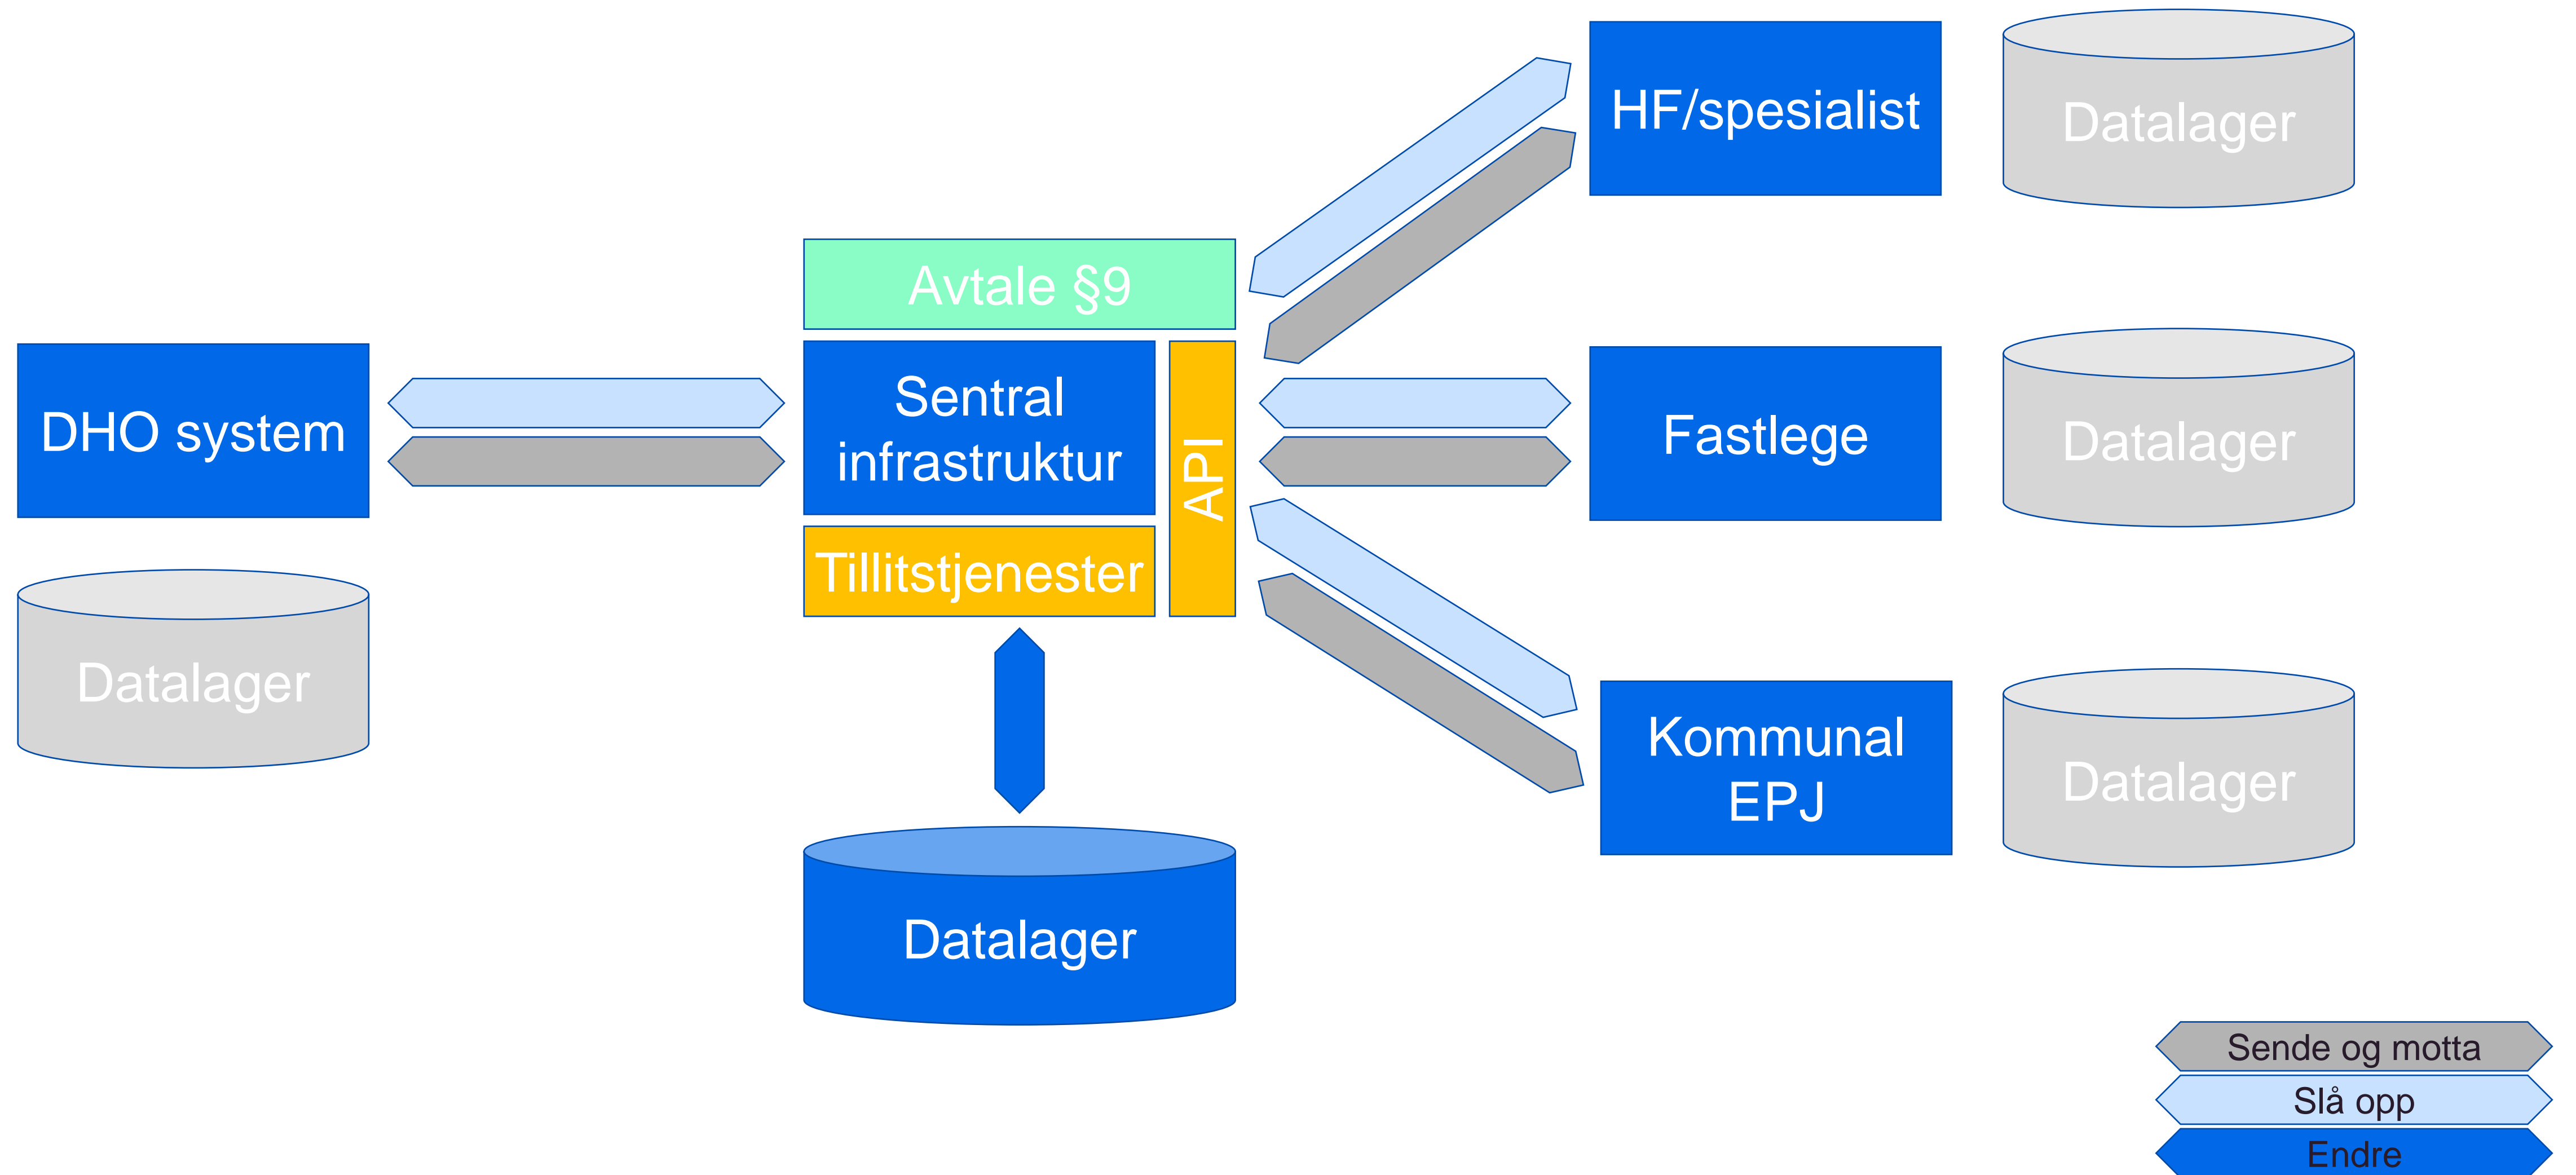 HF/spesialist
Datalager
Avtale §9
DHO system
Sentral
infrastruktur
API
Fastlege
Datalager
Tillitstjenester
Datalager
Kommunal
EPJ
Datalager
Datalager
Sende og motta
Slå opp
Endre